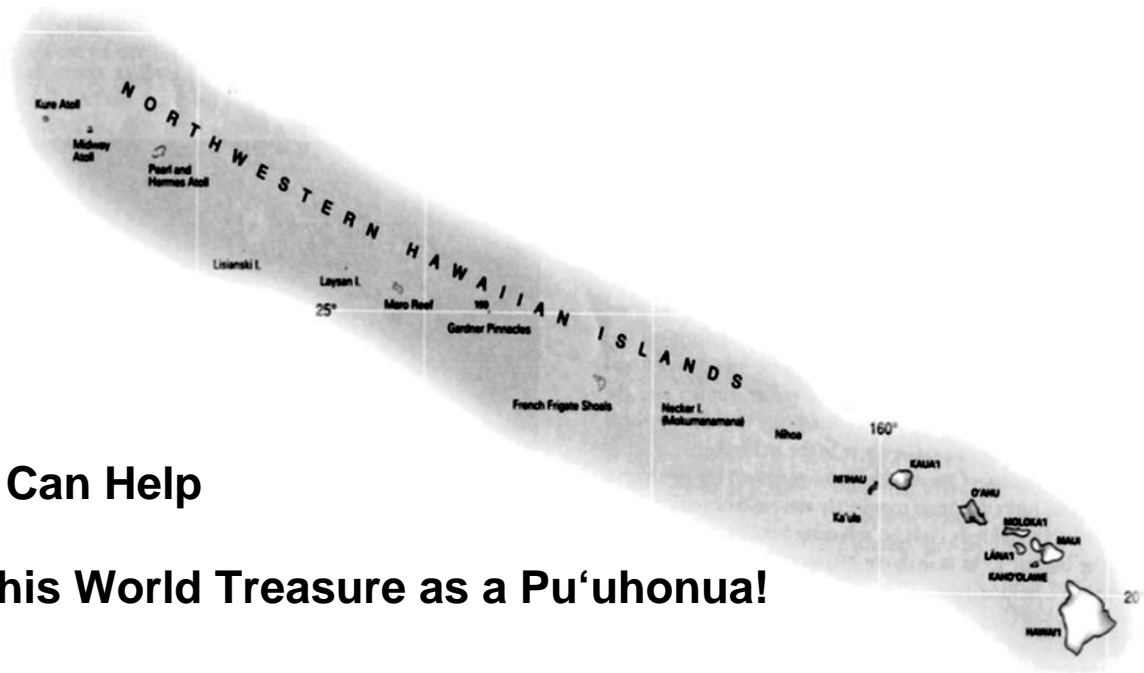 NORTHWESTERN HAWAIIAN ISLANDS
Kure Atoll
Midway
Atoll
Pearl and
Hermes Atoll
Lisianski I.
Laysan I.
Maro Reef
25°
Gardner Pinnacles
French Frigate Shoals
Necker I.
(Mokumanamana)
Nihoa
160°
NI'IHAU
KAUA'I
Ka'ula
O'AHU
MOLOKA'I
LĀNA'I
MAUI
KAHO'OLAWE
20°
HAWAI'I
Can Help
his World Treasure as a Pu‘uhonua!